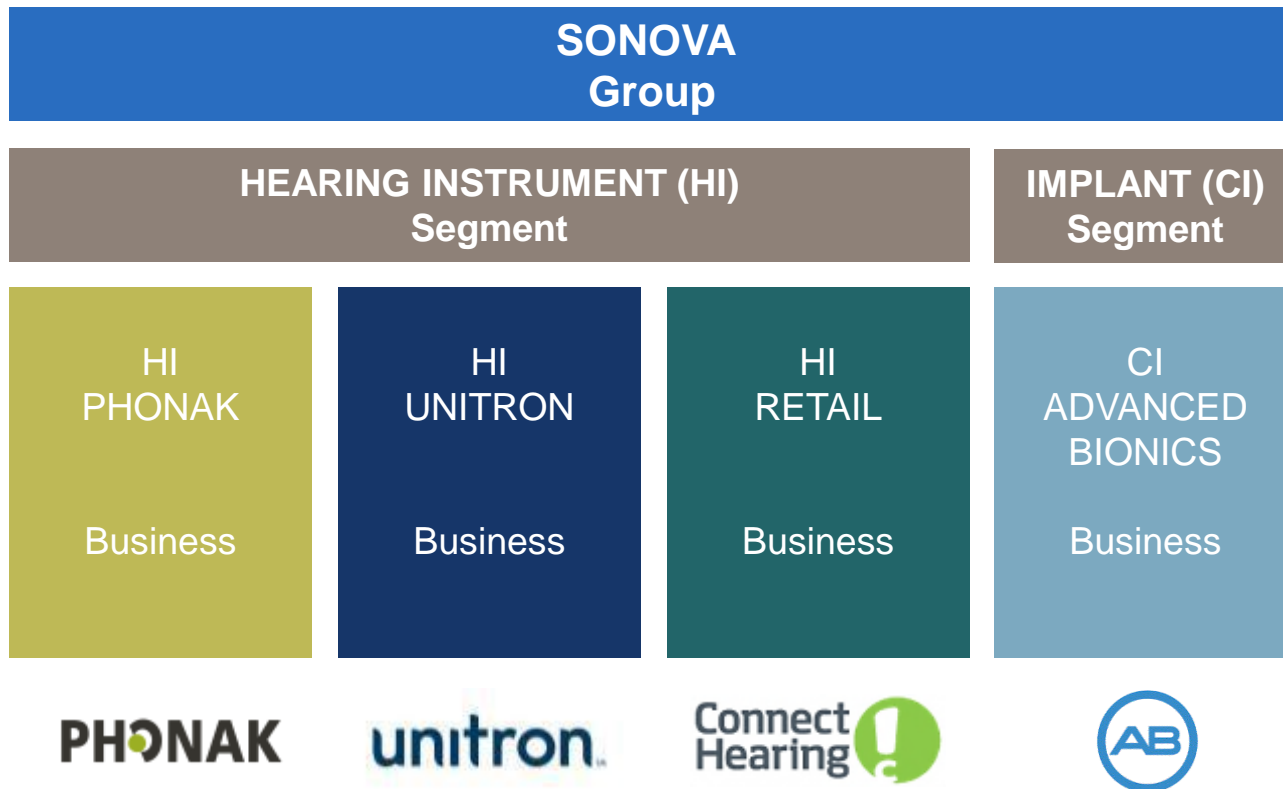 SONOVA
Group
HEARING INSTRUMENT (HI)
Segment
IMPLANT (CI)
Segment
HI
PHONAK
Business
HI
UNITRON
Business
HI
RETAIL
Business
CI
ADVANCED
BIONICS
Business
PHONAK
unitron.
Connect
Hearing
AB